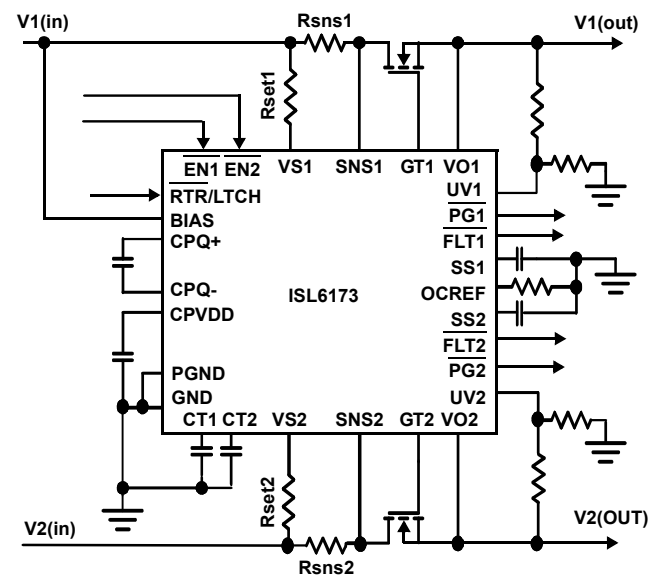 V1(in)
Rsns1
V1(out)
Rset1
EN1 EN2 VS1 SNS1 GT1 VO1
RTR/LTCH
BIAS
CPQ+
CPQ-
CPVDD
PGND
GND
ISL6173
UV1
PG1
FLT1
SS1
OCREF
SS2
FLT2
PG2
UV2
CT1 CT2 VS2 SNS2 GT2 VO2
Rset2
V2(in)
Rsns2
V2(OUT)